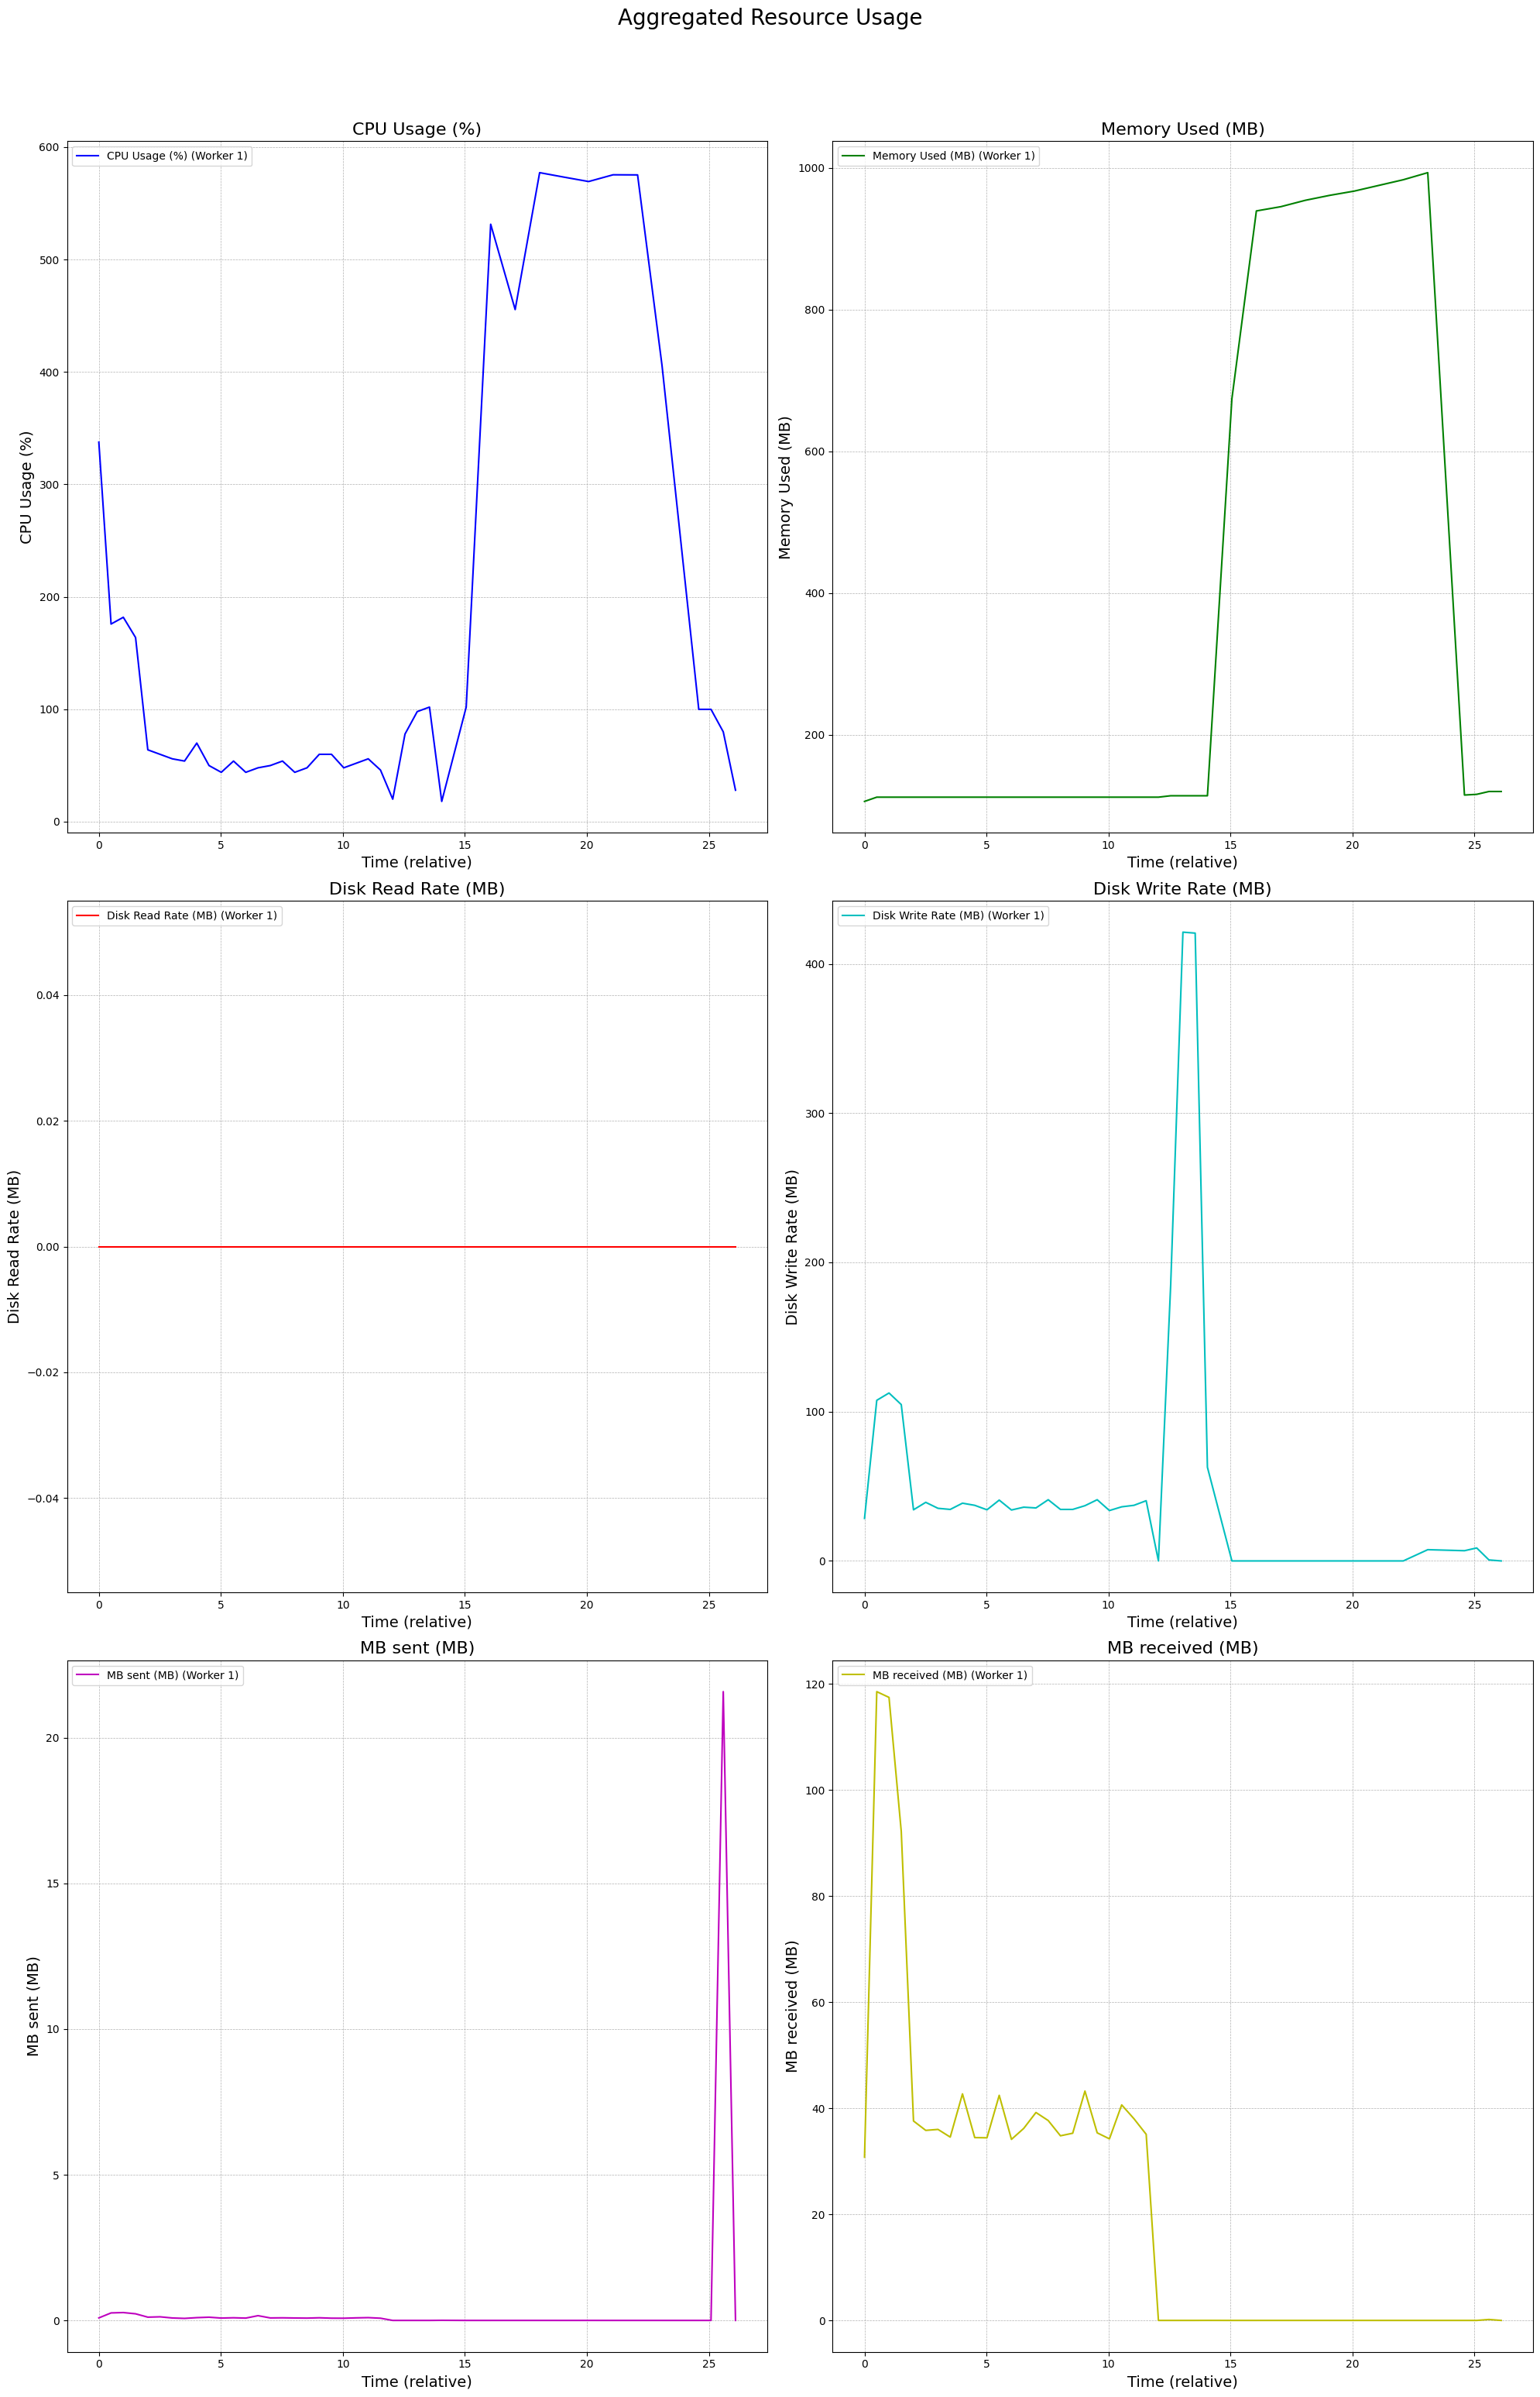 Aggregated Resource Usage
CPU Usage (%)
CPU Usage (%) (Worker 1)
CPU Usage (%)
600
500
400
300
200
100
0
0 5 10 15 20 25
Time (relative)
Memory Used (MB)
Memory Used (MB) (Worker 1)
Memory Used (MB)
1000
800
600
400
200
0 5 10 15 20 25
Time (relative)
Disk Read Rate (MB)
Disk Read Rate (MB) (Worker 1)
Disk Read Rate (MB)
0.04
0.02
0.00
−0.02
−0.04
0 5 10 15 20 25
Time (relative)
Disk Write Rate (MB)
Disk Write Rate (MB) (Worker 1)
Disk Write Rate (MB)
400
300
200
100
0
0 5 10 15 20 25
Time (relative)
MB sent (MB)
MB sent (MB) (Worker 1)
MB sent (MB)
20
15
10
5
0
0 5 10 15 20 25
Time (relative)
MB received (MB)
MB received (MB) (Worker 1)
MB received (MB)
120
100
80
60
40
20
0
0 5 10 15 20 25
Time (relative)